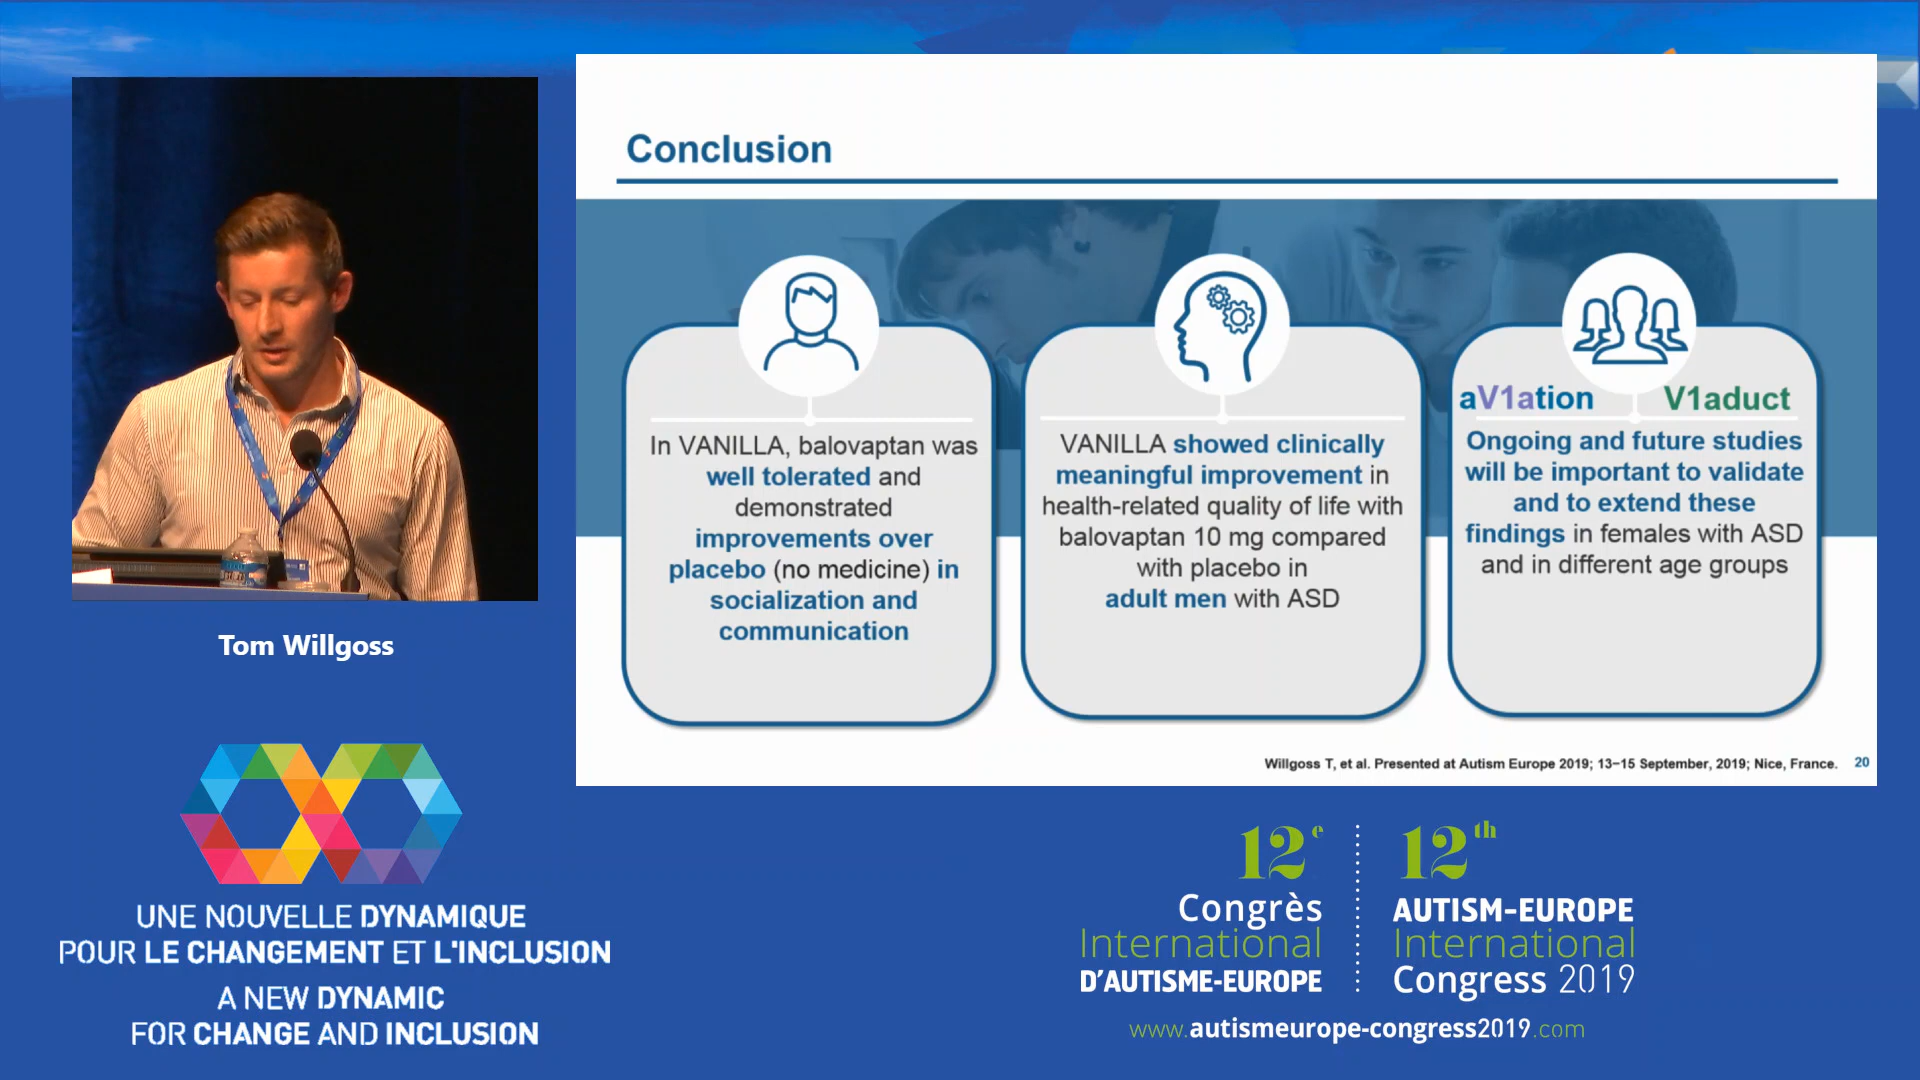 Conclusion
In VANILLA, balovaptan was
well tolerated and
demonstrated
improvements over
placebo (no medicine) in
socialization and
communication
VANILLA showed clinically
meaningful improvement in
health-related quality of life with
balovaptan 10 mg compared
with placebo in
adult men with ASD
aV1ation V1aduct
Ongoing and future studies
will be important to validate
and to extend these
findings in females with ASD
and in different age groups
Willgoss T, et al. Presented at Autism Europe 2019; 13–15 September, 2019; Nice, France. 20
Tom Willgoss
UNE NOUVELLE DYNAMIQUE
POUR LE CHANGEMENT ET L'INCLUSION
A NEW DYNAMIC
FOR CHANGE AND INCLUSION
12e
Congrès
International
D'AUTISME-EUROPE
12th
AUTISM-EUROPE
International
Congress 2019
www.autismeurope-congress2019.com